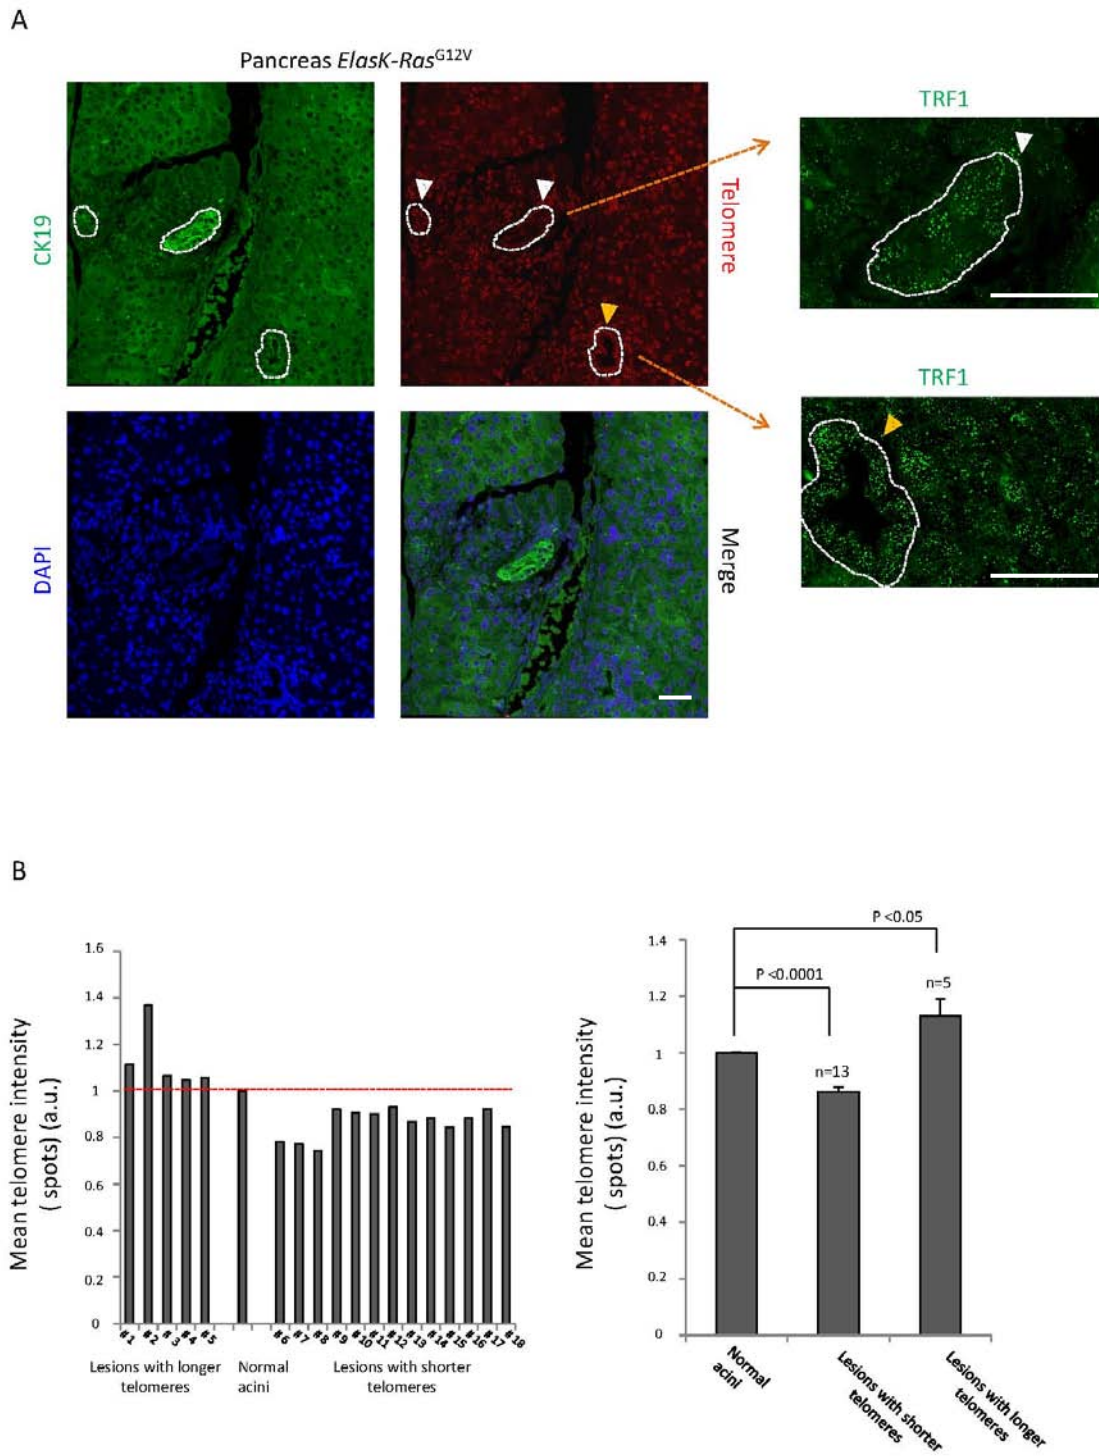 A
Pancreas ElasK-Ras^G12V
CK19
Telomere
TRF1
TRF1
DAPI
Merge
B
Mean telomere intensity
( spots) (a.u.)
1.6
1.4
1.2
1
0.8
0.6
0.4
0.2
0
#1
#2
#3
#4
#5
#6
#7
#8
#9
#10
#11
#12
#13
#14
#15
#16
#17
#18
Lesions with longer
telomeres
Normal
acini
Lesions with shorter
telomeres
Mean telomere intensity
( spots) (a.u.)
1.4
1.2
1
0.8
0.6
0.4
0.2
0
P <0.05
P <0.0001
n=5
n=13
Normal
acini
Lesions with shorter
telomeres
Lesions with longer
telomeres